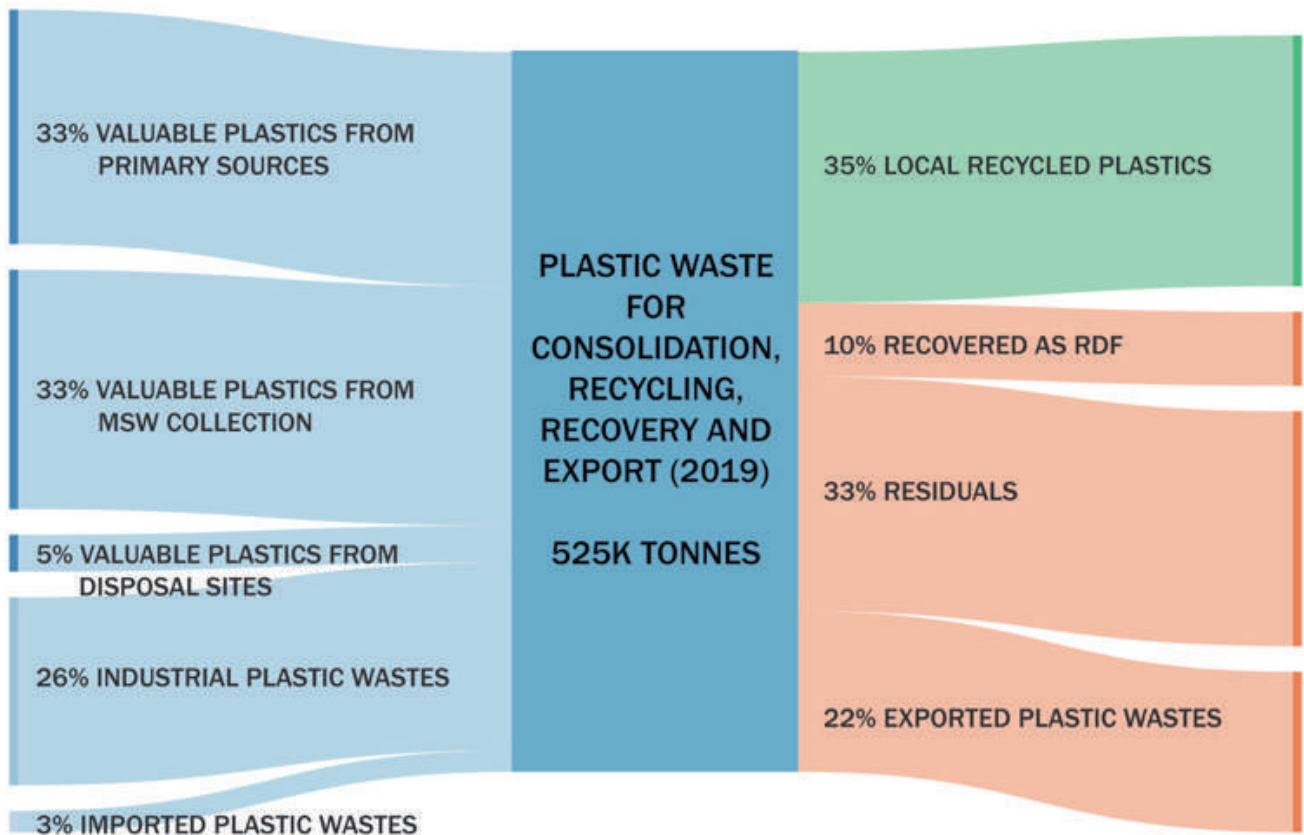 33% VALUABLE PLASTICS FROM
PRIMARY SOURCES
33% VALUABLE PLASTICS FROM
MSW COLLECTION
5% VALUABLE PLASTICS FROM
DISPOSAL SITES
26% INDUSTRIAL PLASTIC WASTES
3% IMPORTED PLASTIC WASTES
PLASTIC WASTE
FOR
CONSOLIDATION,
RECYCLING,
RECOVERY AND
EXPORT (2019)
525K TONNES
35% LOCAL RECYCLED PLASTICS
10% RECOVERED AS RDF
33% RESIDUALS
22% EXPORTED PLASTIC WASTES